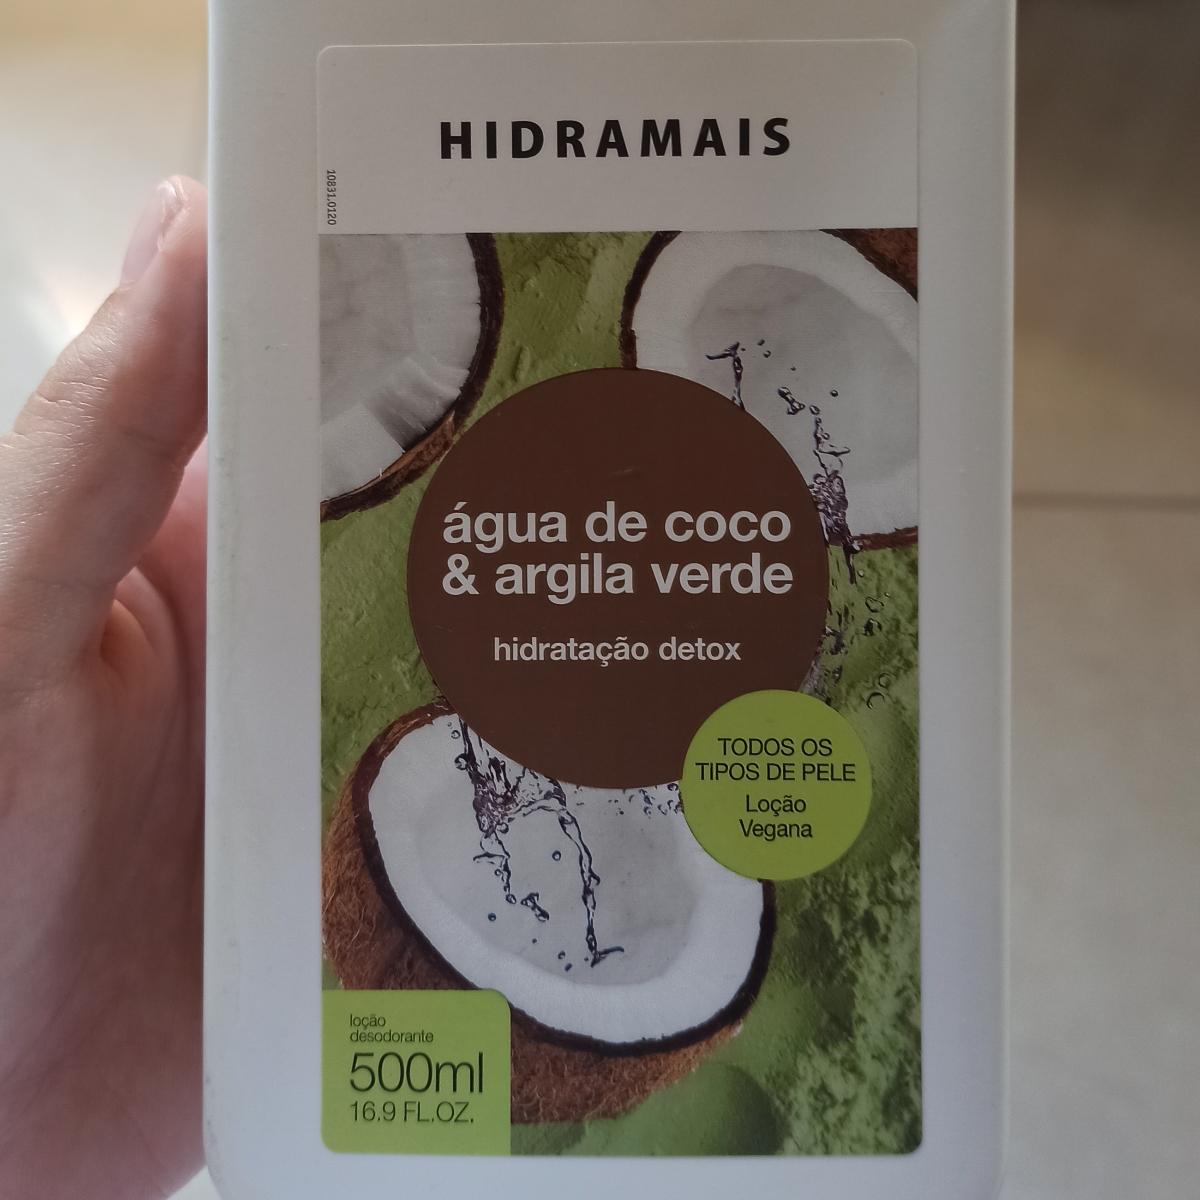 HIDRAMAIS
10831.0120
água de coco
& argila verde
hidratação detox
TODOS OS
TIPOS DE PELE
Loção
Vegana
loção
desodorante
500ml
16.9 FL.OZ.